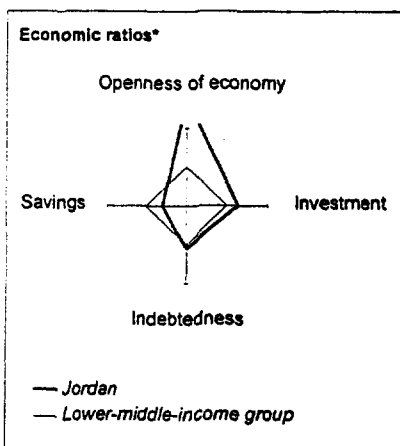 Economic ratios*
Openness of economy
Savings
Investment
Indebtedness
Jordan
Lower-middle-income group